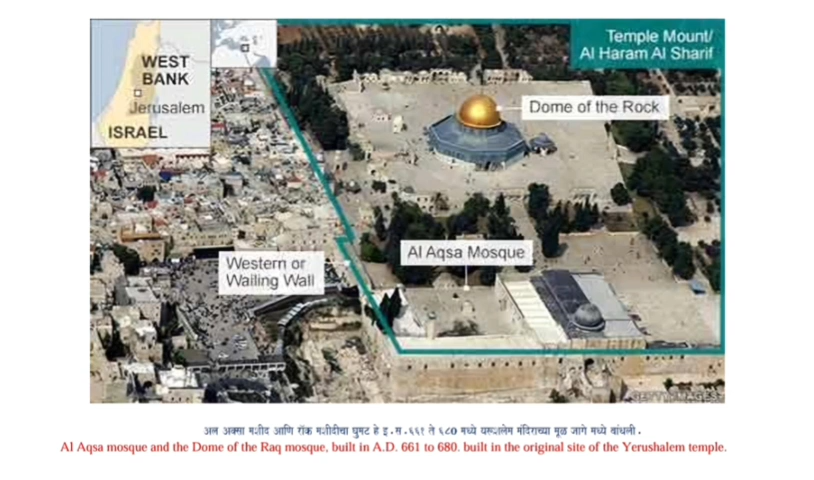 Temple Mount/
Al Haram Al Sharif
WEST
BANK
Jerusalem
ISRAEL
Dome of the Rock
Al Aqsa Mosque
Western or
Wailing Wall
GETTY IMAGES
अल अक्सा मशीद आणि रॉक मशीदीचा घुमट हे इ.स.६६१ ते ६८० मध्ये यरुशलेम मंदिराच्या मूळ जागे मध्ये बांधली.
Al Aqsa mosque and the Dome of the Raq mosque, built in A.D. 661 to 680. built in the original site of the Yerushalem temple.